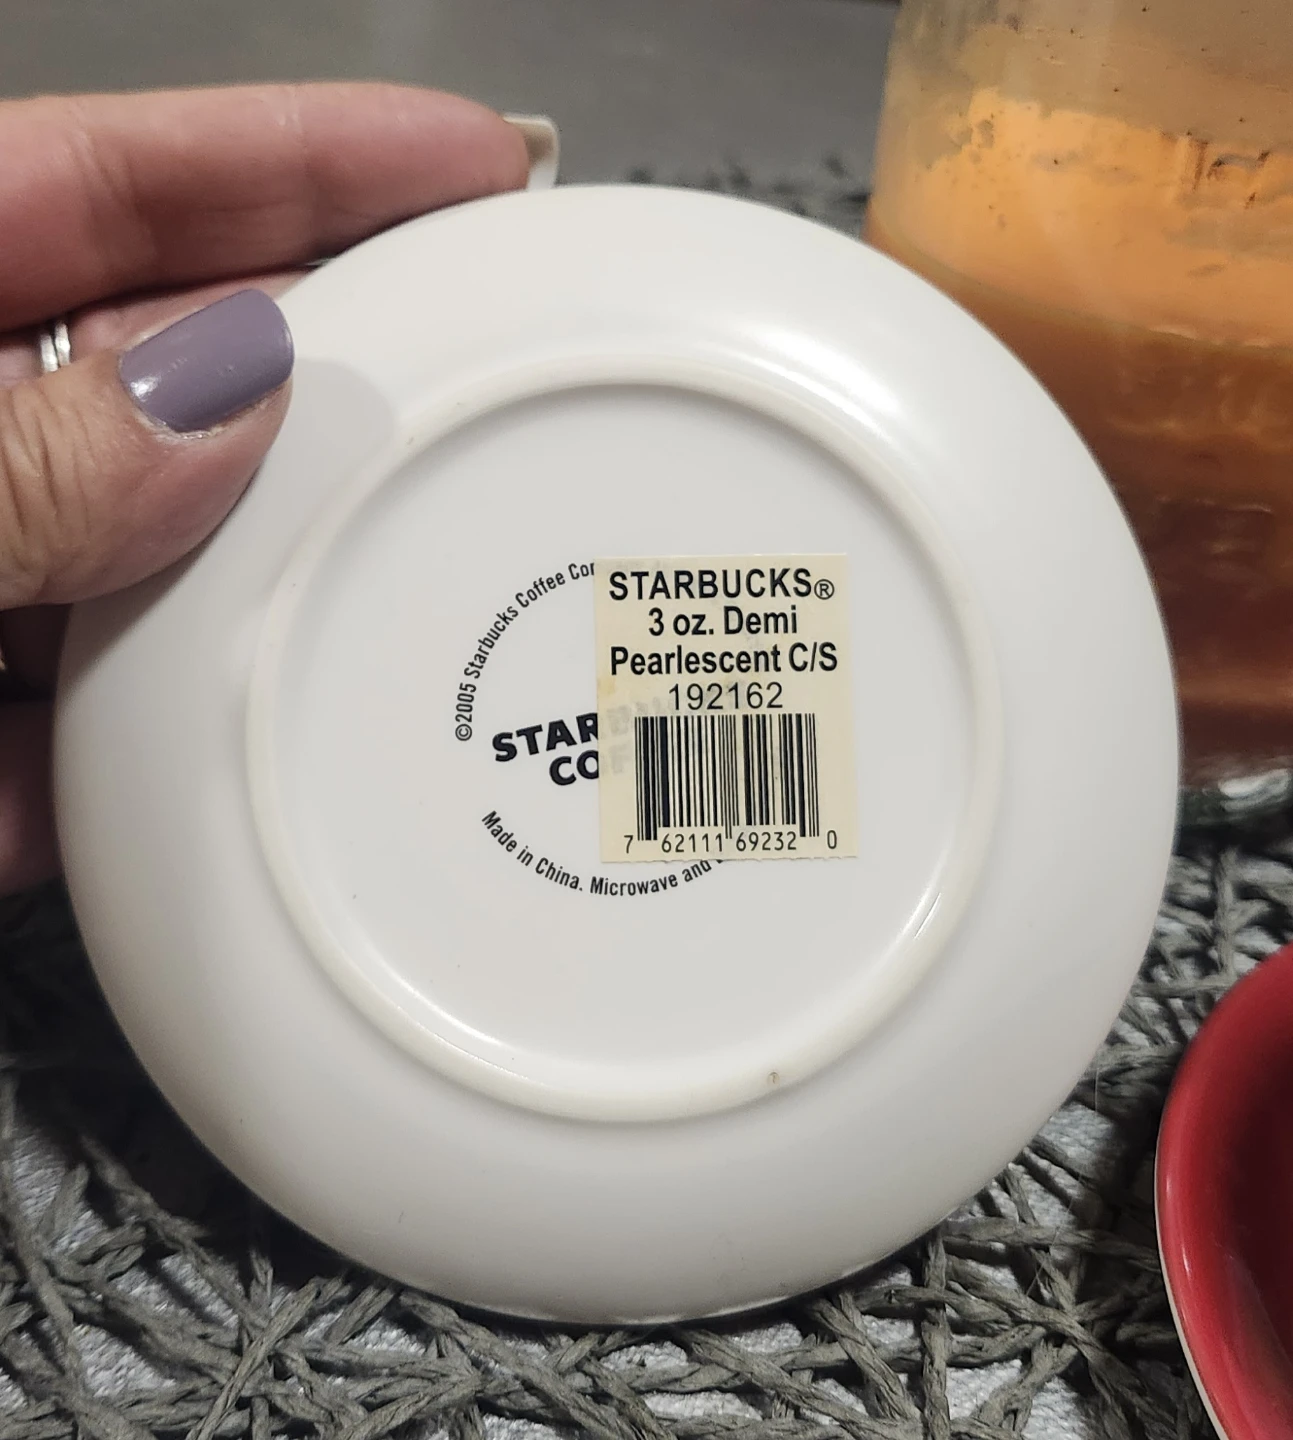 STARBUCKS®
3 oz. Demi
Pearlescent C/S
192162
7 62111 69232 0
©2005 Starbucks Coffee
STAR
CO
Made in China. Microwave and